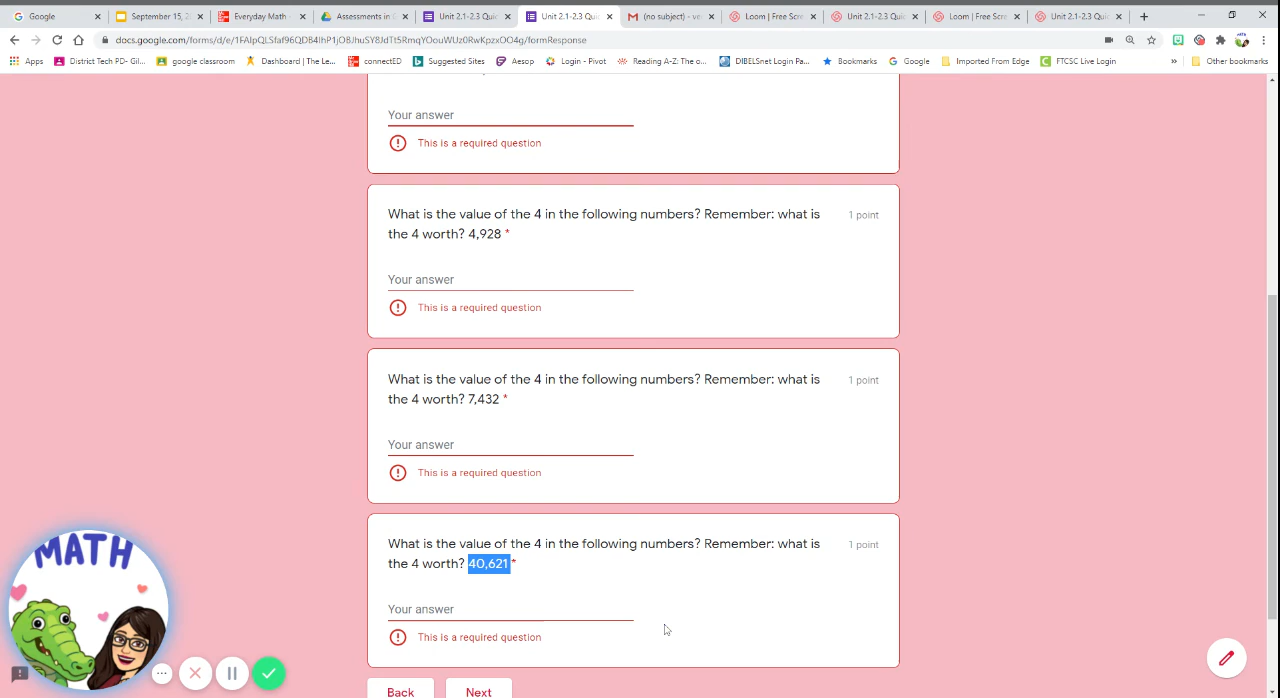 Google
September 15, 2
Everyday Math
Assessments in
Unit 2.1-2.3 Quic
Unit 2.1-2.3 Quic
(no subject) - ve
Loom | Free Scre
Unit 2.1-2.3 Quic
Loom | Free Scre
Unit 2.1-2.3 Quic
docs.google.com/forms/d/e/1FAIpQLSfaf96QDB4IhP1jOBJhuSY8JdTt5RmqYOouWUz0RwKpzxOO4g/formResponse
Apps
District Tech PD- Gil...
google classroom
Dashboard | The Le...
connectED
Suggested Sites
Aesop
Login - Pivot
Reading A-Z: The o...
DIBELSnet Login Pa...
Bookmarks
Google
Imported From Edge
FTCSC Live Login
»
Other bookmarks
Your answer
This is a required question
What is the value of the 4 in the following numbers? Remember: what is
the 4 worth? 4,928 *
1 point
Your answer
This is a required question
What is the value of the 4 in the following numbers? Remember: what is
the 4 worth? 7,432 *
1 point
Your answer
This is a required question
What is the value of the 4 in the following numbers? Remember: what is
the 4 worth? 40,621 *
1 point
Your answer
This is a required question
MATH
Back
Next